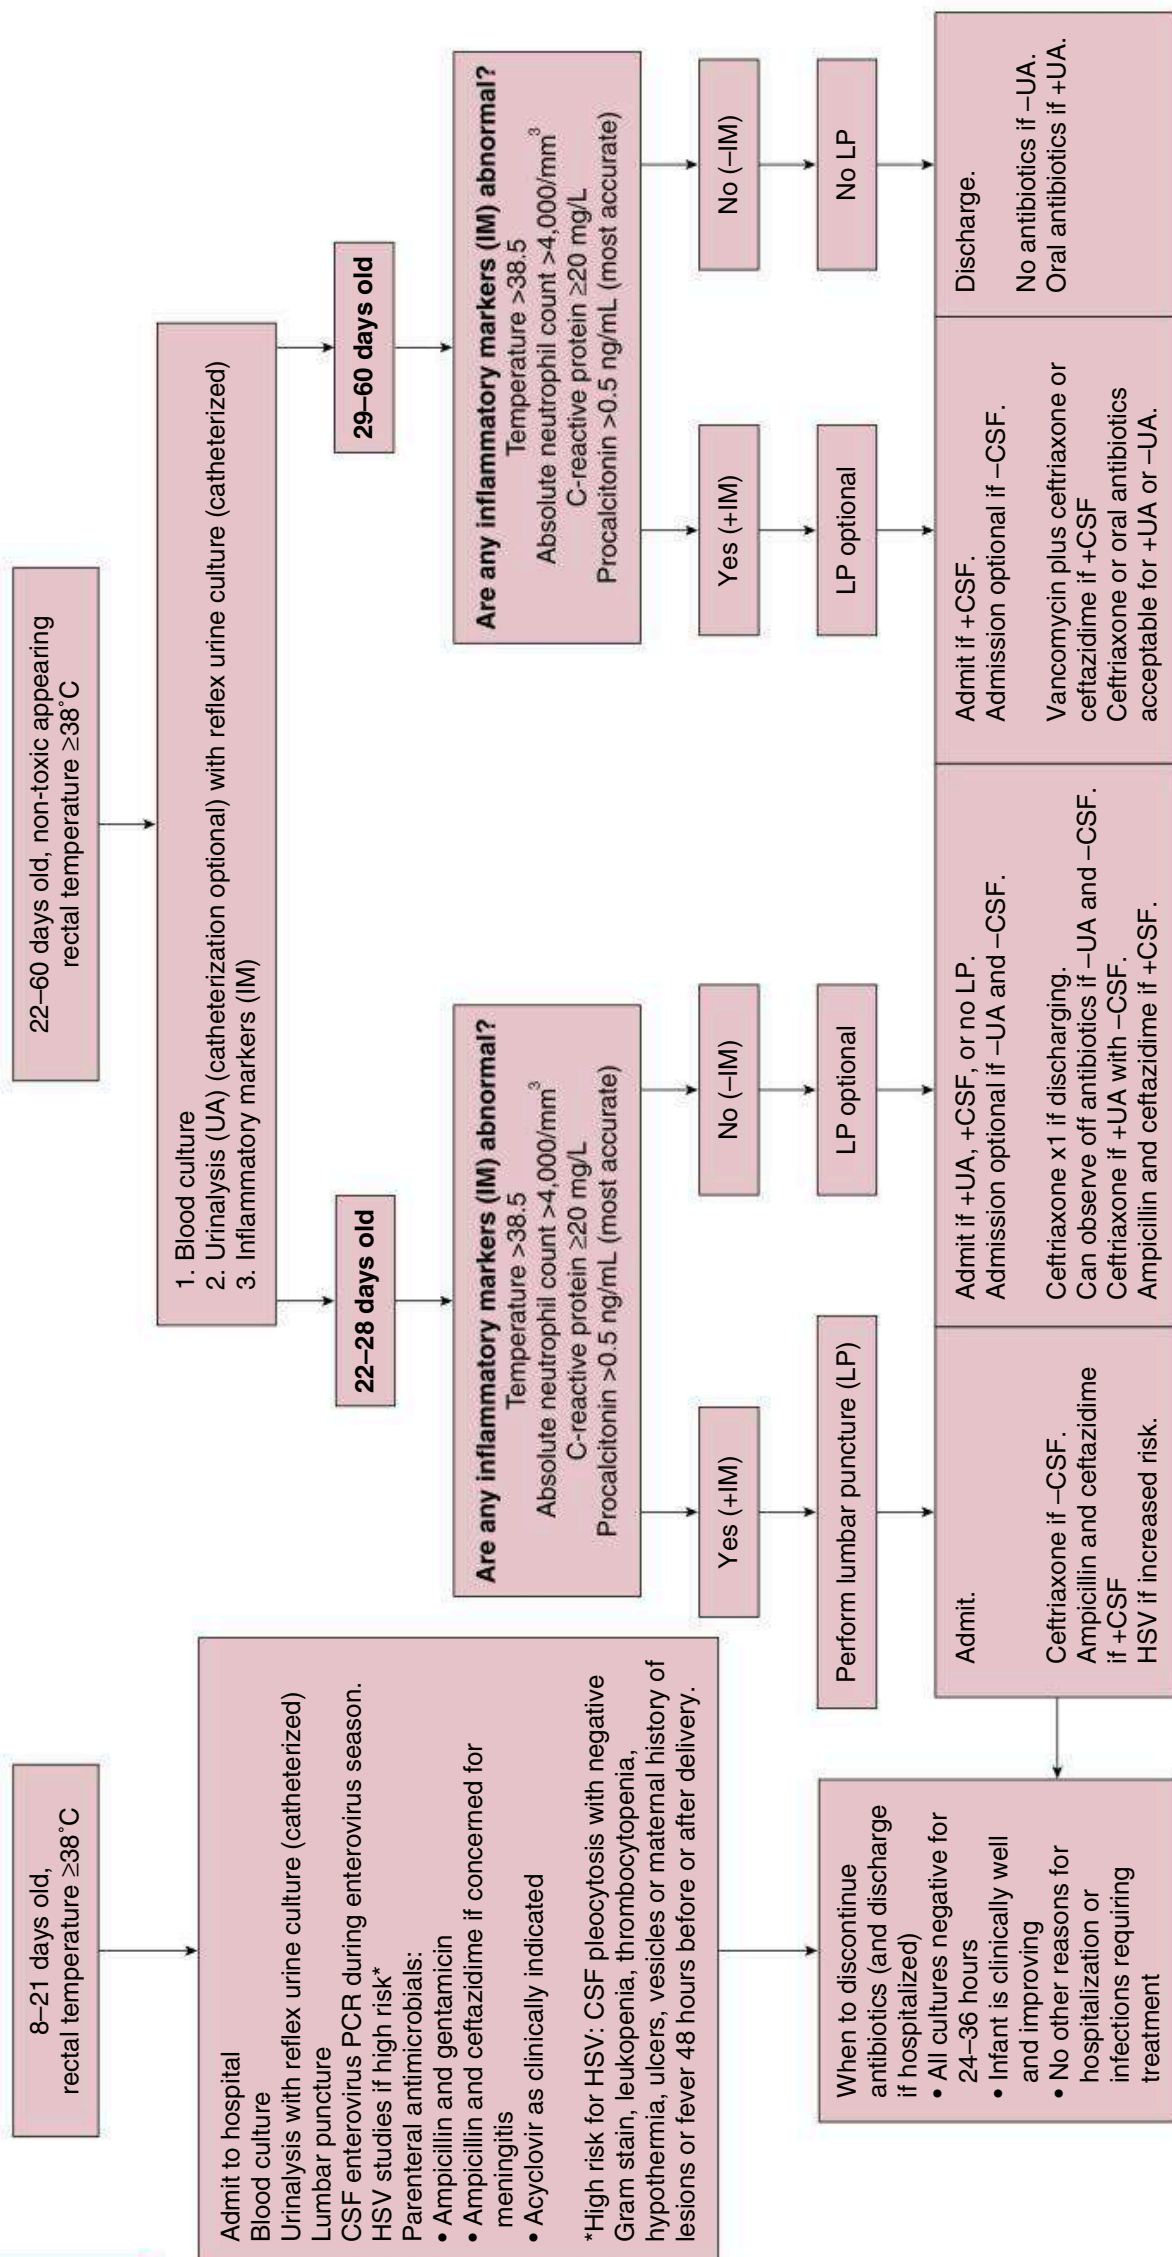 8–21 days old,
rectal temperature ≥38˚C
Admit to hospital
Blood culture
Urinalysis with reflex urine culture (catheterized)
Lumbar puncture
CSF enterovirus PCR during enterovirus season.
HSV studies if high risk*
Parenteral antimicrobials:
• Ampicillin and gentamicin
• Ampicillin and ceftazidime if concerned for
meningitis
• Acyclovir as clinically indicated
*High risk for HSV: CSF pleocytosis with negative
Gram stain, leukopenia, thrombocytopenia,
hypothermia, ulcers, vesicles or maternal history of
lesions or fever 48 hours before or after delivery.
When to discontinue
antibiotics (and discharge
if hospitalized)
• All cultures negative for
24–36 hours
• Infant is clinically well
and improving
• No other reasons for
hospitalization or
infections requiring
treatment
22–60 days old, non-toxic appearing
rectal temperature ≥38˚C
1. Blood culture
2. Urinalysis (UA) (catheterization optional) with reflex urine culture (catheterized)
3. Inflammatory markers (IM)
22–28 days old
Are any inflammatory markers (IM) abnormal?
Temperature >38.5
Absolute neutrophil count >4,000/mm³
C-reactive protein ≥20 mg/L
Procalcitonin >0.5 ng/mL (most accurate)
Yes (+IM)
Perform lumbar puncture (LP)
Admit.
Ceftriaxone if –CSF.
Ampicillin and ceftazidime
if +CSF
HSV if increased risk.
No (–IM)
LP optional
Admit if +UA, +CSF, or no LP.
Admission optional if –UA and –CSF.
Ceftriaxone x1 if discharging.
Can observe off antibiotics if –UA and –CSF.
Ceftriaxone if +UA with –CSF.
Ampicillin and ceftazidime if +CSF.
29–60 days old
Are any inflammatory markers (IM) abnormal?
Temperature >38.5
Absolute neutrophil count >4,000/mm³
C-reactive protein ≥20 mg/L
Procalcitonin >0.5 ng/mL (most accurate)
Yes (+IM)
LP optional
Admit if +CSF.
Admission optional if –CSF.
Vancomycin plus ceftriaxone or
ceftazidime if +CSF
Ceftriaxone or oral antibiotics
acceptable for +UA or –UA.
No (–IM)
No LP
Discharge.
No antibiotics if –UA.
Oral antibiotics if +UA.